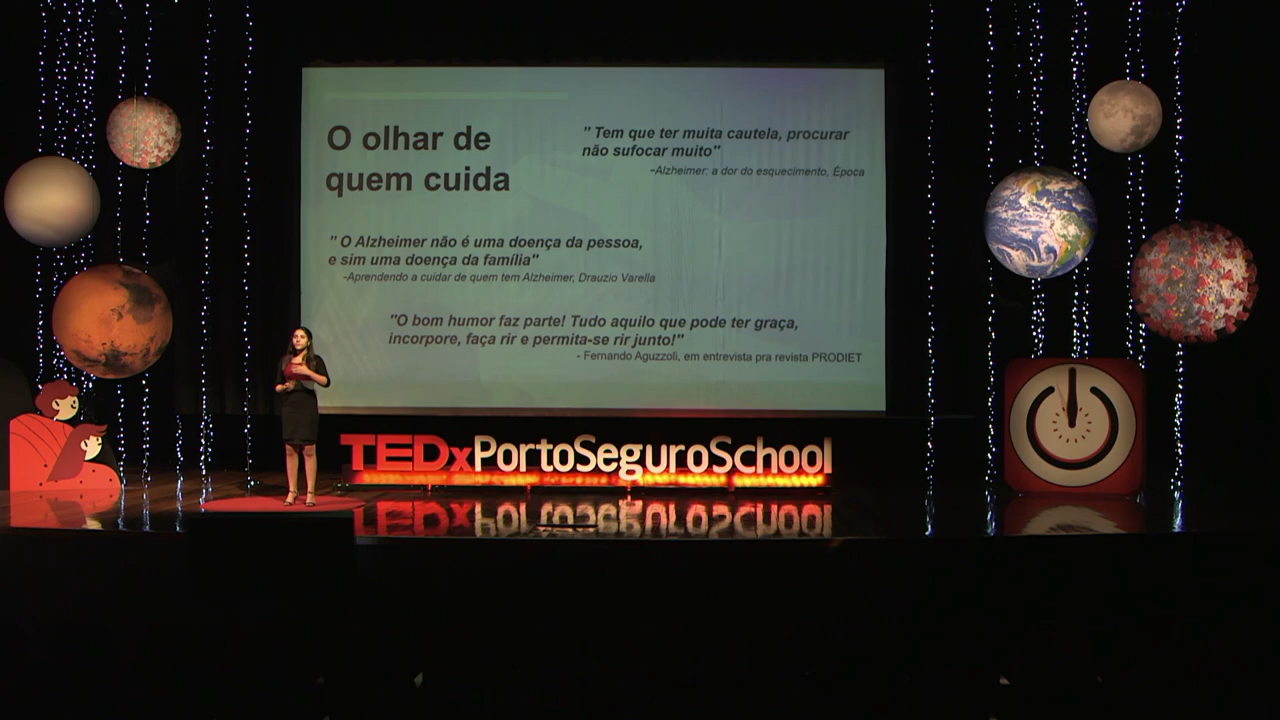 O olhar de
quem cuida
" Tem que ter muita cautela, procurar
não sufocar muito"
-Alzheimer: a dor do esquecimento, Época
" O Alzheimer não é uma doença da pessoa,
e sim uma doença da família"
-Aprendendo a cuidar de quem tem Alzheimer, Drauzio Varella
"O bom humor faz parte! Tudo aquilo que pode ter graça,
incorpore, faça rir e permita-se rir junto!"
- Fernando Aguzzoli, em entrevista pra revista PRODIET
TEDxPortoSeguroSchool